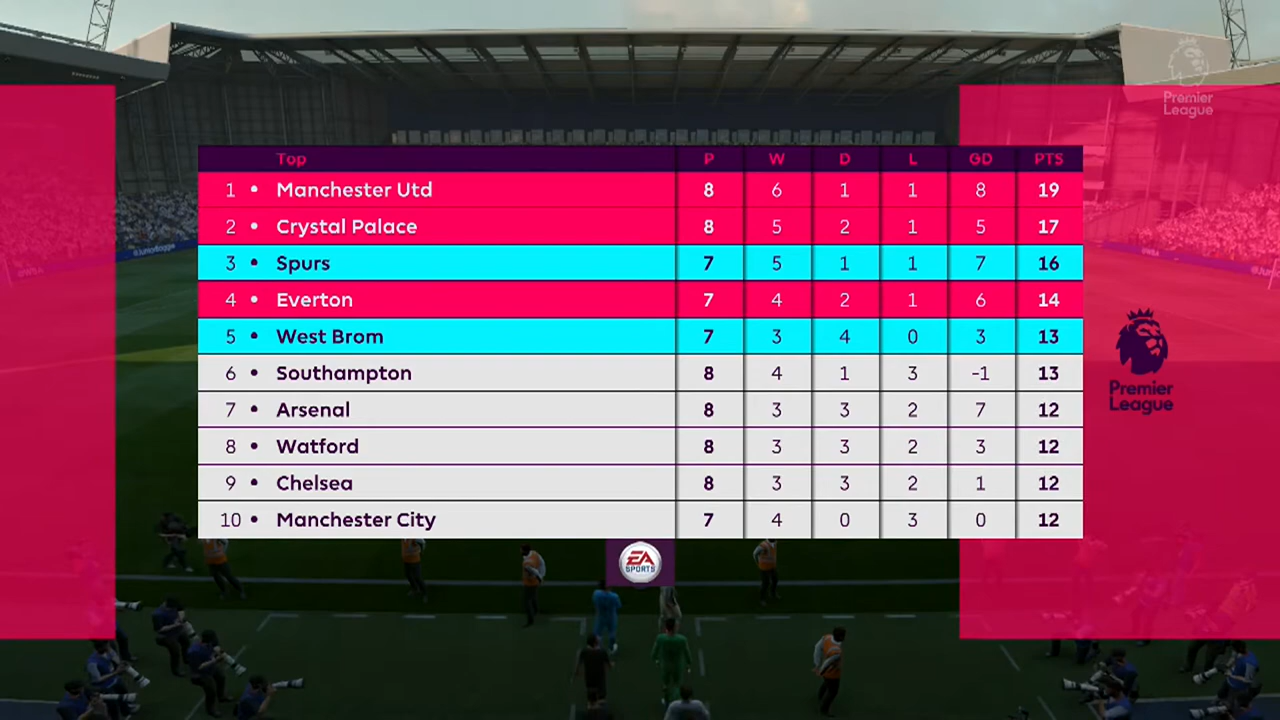 Premier
League
Top P W D L GD PTS
1 • Manchester Utd 8 6 1 1 8 19
2 • Crystal Palace 8 5 2 1 5 17
3 • Spurs 7 5 1 1 7 16
4 • Everton 7 4 2 1 6 14
5 • West Brom 7 3 4 0 3 13
6 • Southampton 8 4 1 3 -1 13
7 • Arsenal 8 3 3 2 7 12
8 • Watford 8 3 3 2 3 12
9 • Chelsea 8 3 3 2 1 12
10 • Manchester City 7 4 0 3 0 12
Premier
League
EA
SPORTS